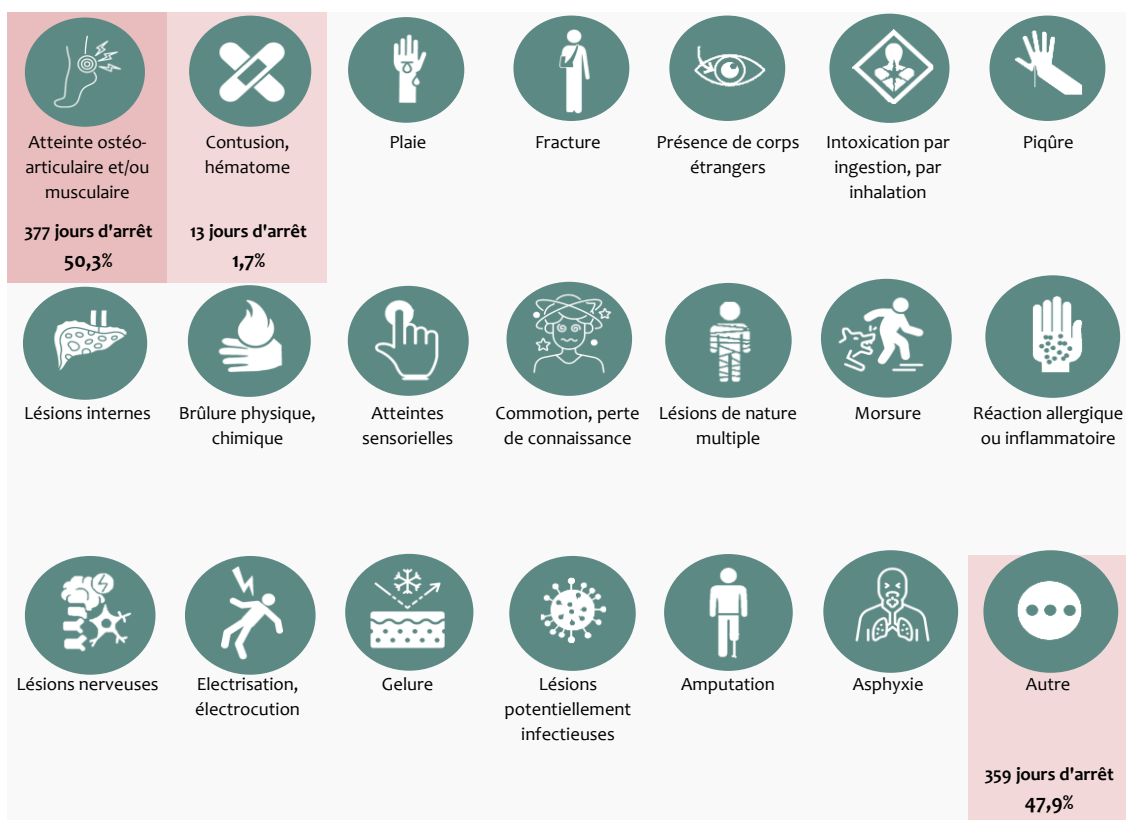 Atteinte ostéo-
articulaire et/ou
musculaire
377 jours d'arrêt
50,3%
Contusion,
hématome
13 jours d'arrêt
1,7%
Plaie
Fracture
Présence de corps
étrangers
Intoxication par
ingestion, par
inhalation
Piqûre
Lésions internes
Brûlure physique,
chimique
Atteintes
sensorielles
Commotion, perte
de connaissance
Lésions de nature
multiple
Morsure
Réaction allergique
ou inflammatoire
Lésions nerveuses
Electrisation,
électrocution
Gelure
Lésions
potentiellement
infectieuses
Amputation
Asphyxie
Autre
359 jours d'arrêt
47,9%